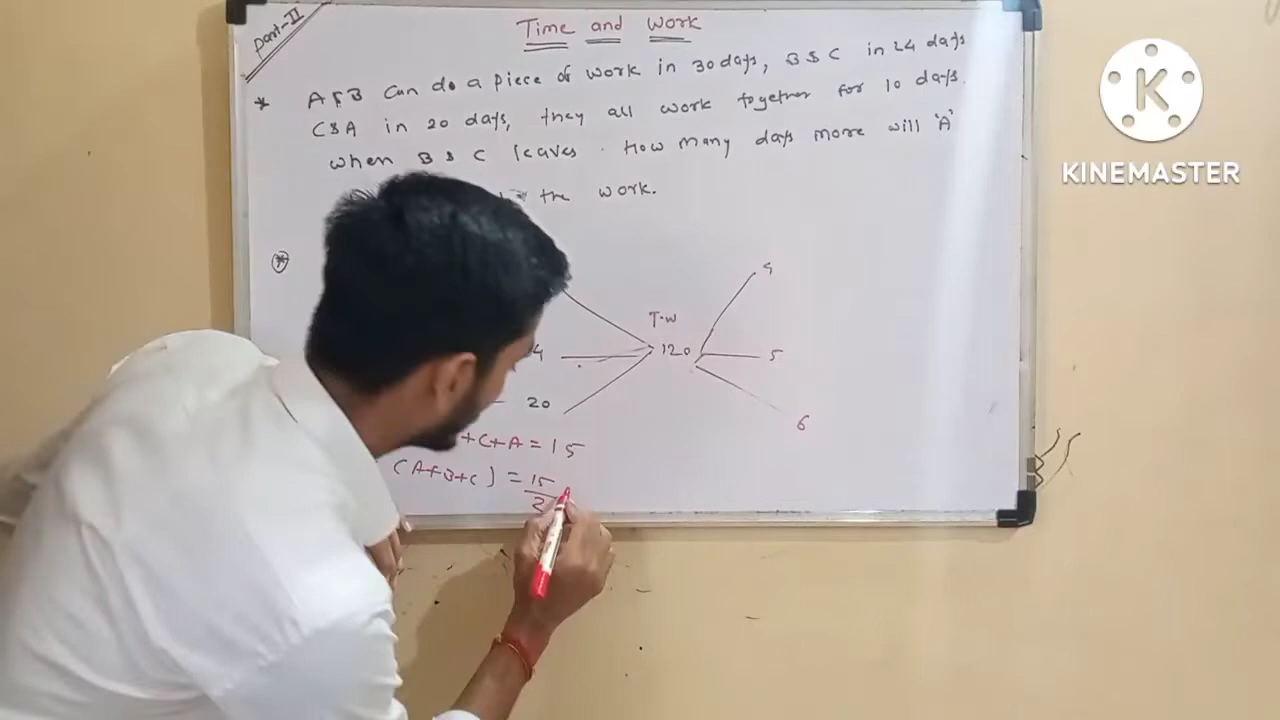 Part-II
Time and Work
* A & B Can do a Piece of work in 30 days, B & C in 24 days
C & A in 20 days, they all work together for 10 days.
when B & C leaves. How many days more will 'A'
the work.
*
T.W
120
4
5
6
4
20
+C+A = 15
(A+B+C) = 15
2
K
KINEMASTER